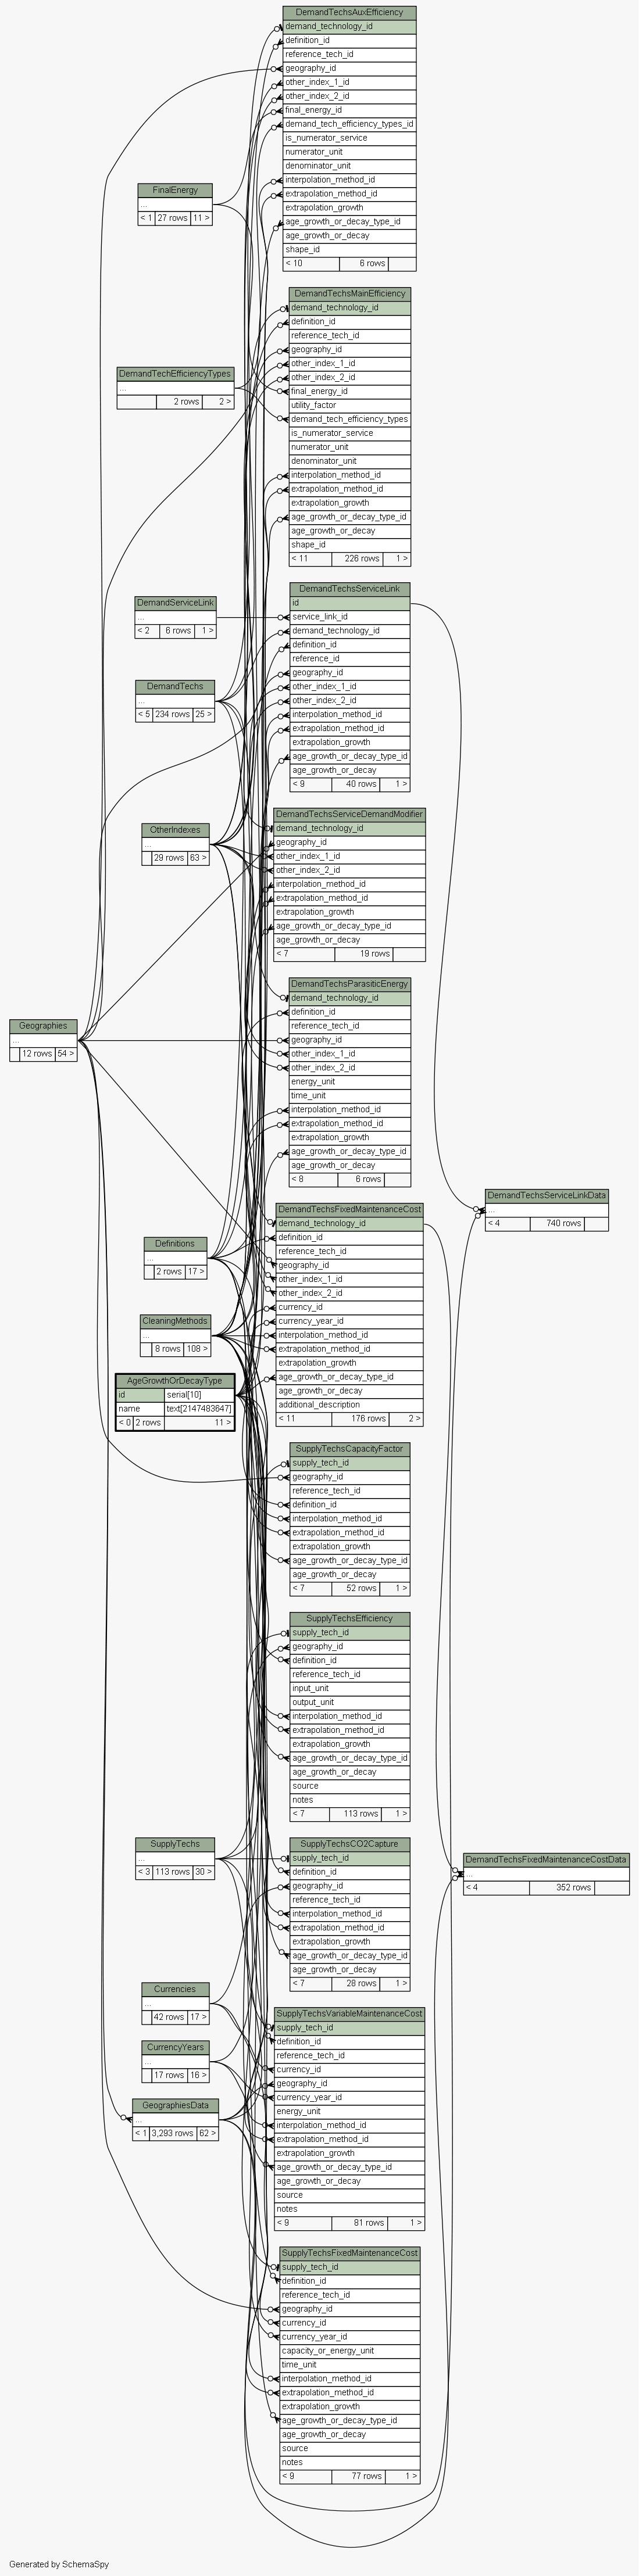 DemandTechsAuxEfficiency
demand_technology_id
definition_id
reference_tech_id
geography_id
other_index_1_id
other_index_2_id
final_energy_id
demand_tech_efficiency_types_id
is_numerator_service
numerator_unit
denominator_unit
interpolation_method_id
extrapolation_method_id
extrapolation_growth
age_growth_or_decay_type_id
age_growth_or_decay
shape_id
< 10 6 rows
FinalEnergy
...
< 1 27 rows 11 >
DemandTechsMainEfficiency
demand_technology_id
definition_id
reference_tech_id
geography_id
other_index_1_id
other_index_2_id
final_energy_id
utility_factor
demand_tech_efficiency_types
is_numerator_service
numerator_unit
denominator_unit
interpolation_method_id
extrapolation_method_id
extrapolation_growth
age_growth_or_decay_type_id
age_growth_or_decay
shape_id
< 11 226 rows 1 >
DemandTechEfficiencyTypes
...
2 rows 2 >
DemandTechsServiceLink
id
service_link_id
demand_technology_id
definition_id
reference_id
geography_id
other_index_1_id
other_index_2_id
interpolation_method_id
extrapolation_method_id
extrapolation_growth
age_growth_or_decay_type_id
age_growth_or_decay
< 9 40 rows 1 >
DemandServiceLink
...
< 2 6 rows 1 >
DemandTechs
...
< 5 234 rows 25 >
DemandTechsServiceDemandModifier
demand_technology_id
geography_id
other_index_1_id
other_index_2_id
interpolation_method_id
extrapolation_method_id
extrapolation_growth
age_growth_or_decay_type_id
age_growth_or_decay
< 7 19 rows
OtherIndexes
...
29 rows 63 >
DemandTechsParasiticEnergy
demand_technology_id
definition_id
reference_tech_id
geography_id
other_index_1_id
other_index_2_id
energy_unit
time_unit
interpolation_method_id
extrapolation_method_id
extrapolation_growth
age_growth_or_decay_type_id
age_growth_or_decay
< 8 6 rows
Geographies
...
12 rows 54 >
DemandTechsServiceLinkData
...
< 4 740 rows
DemandTechsFixedMaintenanceCost
demand_technology_id
definition_id
reference_tech_id
geography_id
other_index_1_id
other_index_2_id
currency_id
currency_year_id
interpolation_method_id
extrapolation_method_id
extrapolation_growth
age_growth_or_decay_type_id
age_growth_or_decay
additional_description
< 11 176 rows 2 >
Definitions
...
2 rows 17 >
CleaningMethods
...
8 rows 108 >
AgeGrowthOrDecayType
id serial[10]
name text[2147483647]
< 0 2 rows 11 >
SupplyTechsCapacityFactor
supply_tech_id
geography_id
reference_tech_id
definition_id
interpolation_method_id
extrapolation_method_id
extrapolation_growth
age_growth_or_decay_type_id
age_growth_or_decay
< 7 52 rows 1 >
SupplyTechsEfficiency
supply_tech_id
geography_id
definition_id
reference_tech_id
input_unit
output_unit
interpolation_method_id
extrapolation_method_id
extrapolation_growth
age_growth_or_decay_type_id
age_growth_or_decay
source
notes
< 7 113 rows 1 >
SupplyTechs
...
< 3 113 rows 30 >
SupplyTechsCO2Capture
supply_tech_id
definition_id
geography_id
reference_tech_id
interpolation_method_id
extrapolation_method_id
extrapolation_growth
age_growth_or_decay_type_id
age_growth_or_decay
< 7 28 rows 1 >
DemandTechsFixedMaintenanceCostData
...
< 4 352 rows
Currencies
...
42 rows 17 >
CurrencyYears
...
17 rows 16 >
GeographiesData
...
< 1 3,293 rows 62 >
SupplyTechsVariableMaintenanceCost
supply_tech_id
definition_id
reference_tech_id
currency_id
geography_id
currency_year_id
energy_unit
interpolation_method_id
extrapolation_method_id
extrapolation_growth
age_growth_or_decay_type_id
age_growth_or_decay
source
notes
< 9 81 rows 1 >
SupplyTechsFixedMaintenanceCost
supply_tech_id
definition_id
reference_tech_id
geography_id
currency_id
currency_year_id
capacity_or_energy_unit
time_unit
interpolation_method_id
extrapolation_method_id
extrapolation_growth
age_growth_or_decay_type_id
age_growth_or_decay
source
notes
< 9 77 rows 1 >
Generated by SchemaSpy